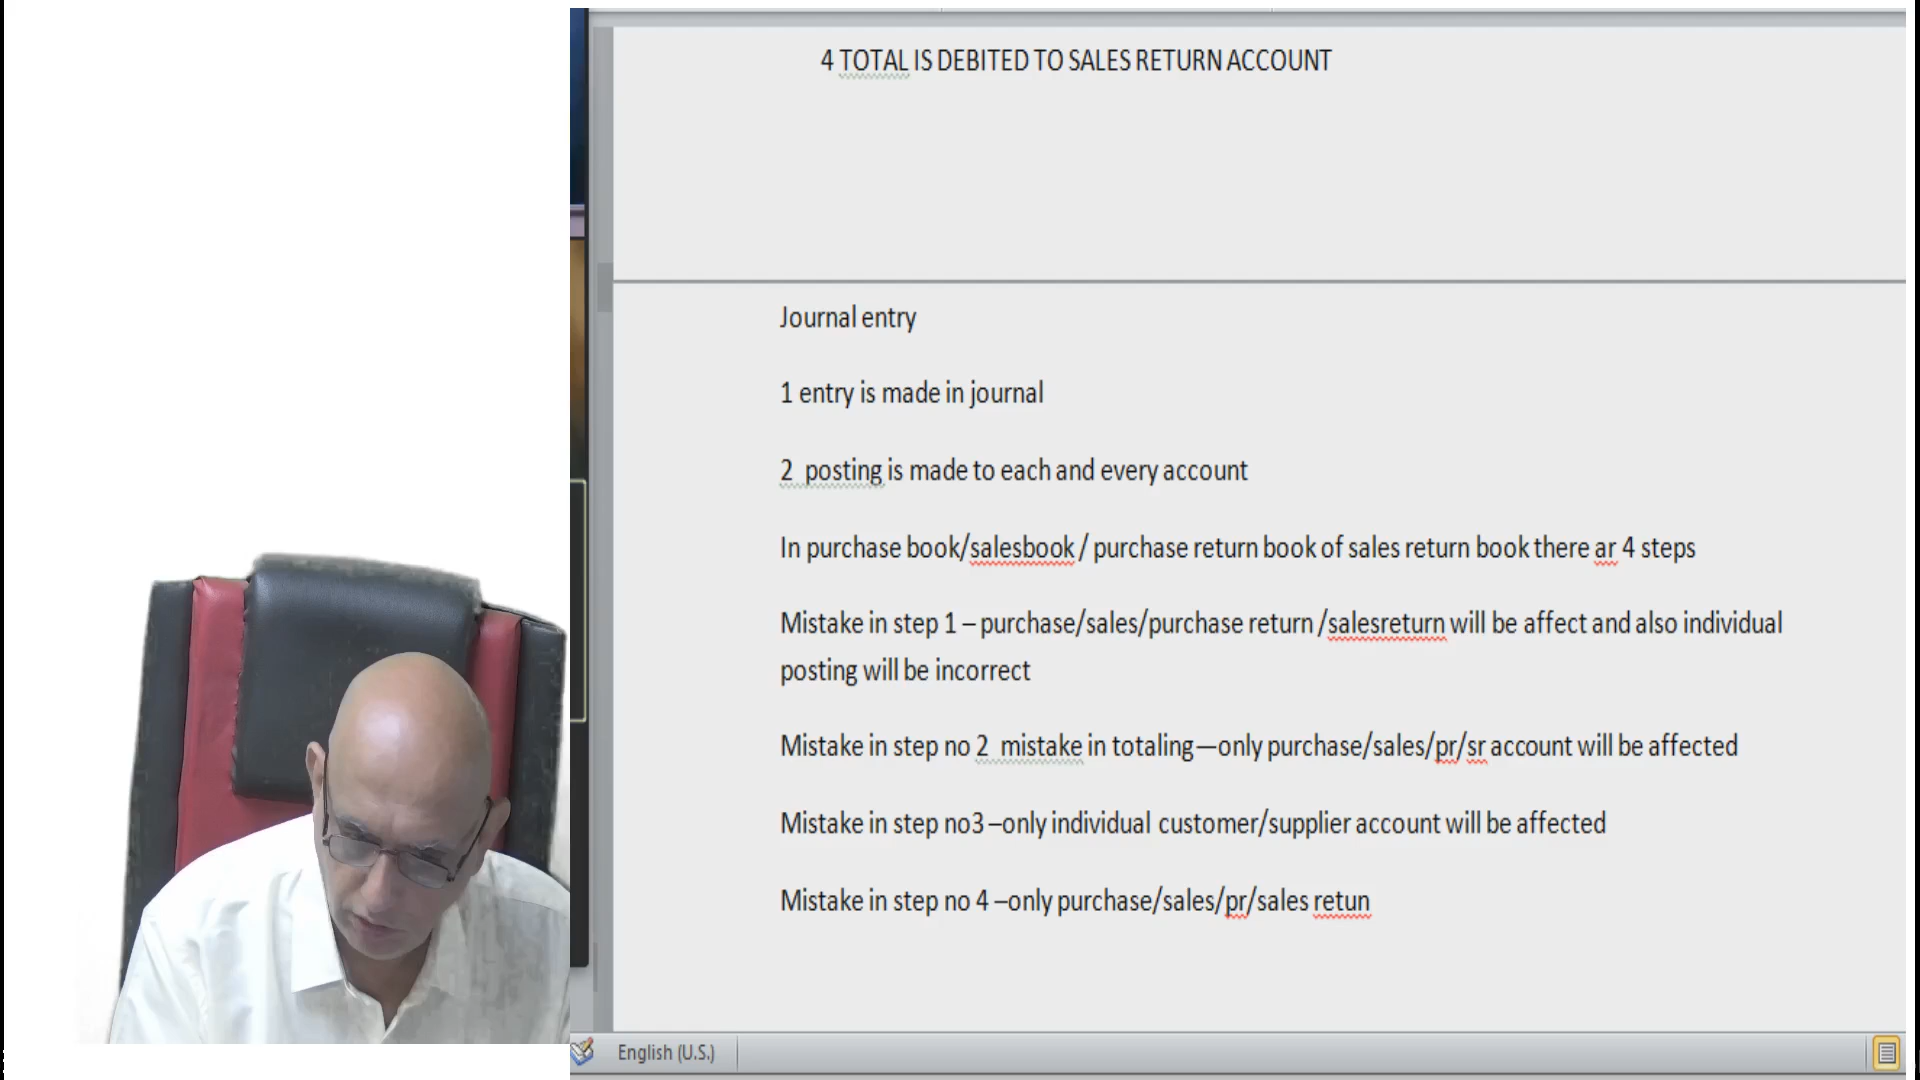 4 TOTAL IS DEBITED TO SALES RETURN ACCOUNT
Journal entry
1 entry is made in journal
2  posting is made to each and every account
In purchase book/salesbook / purchase return book of sales return book there ar 4 steps
Mistake in step 1 – purchase/sales/purchase return /salesreturn will be affect and also individual
posting will be incorrect
Mistake in step no 2  mistake in totaling—only purchase/sales/pr/sr account will be affected
Mistake in step no3 –only individual  customer/supplier account will be affected
Mistake in step no 4 –only purchase/sales/pr/sales retun
English (U.S.)